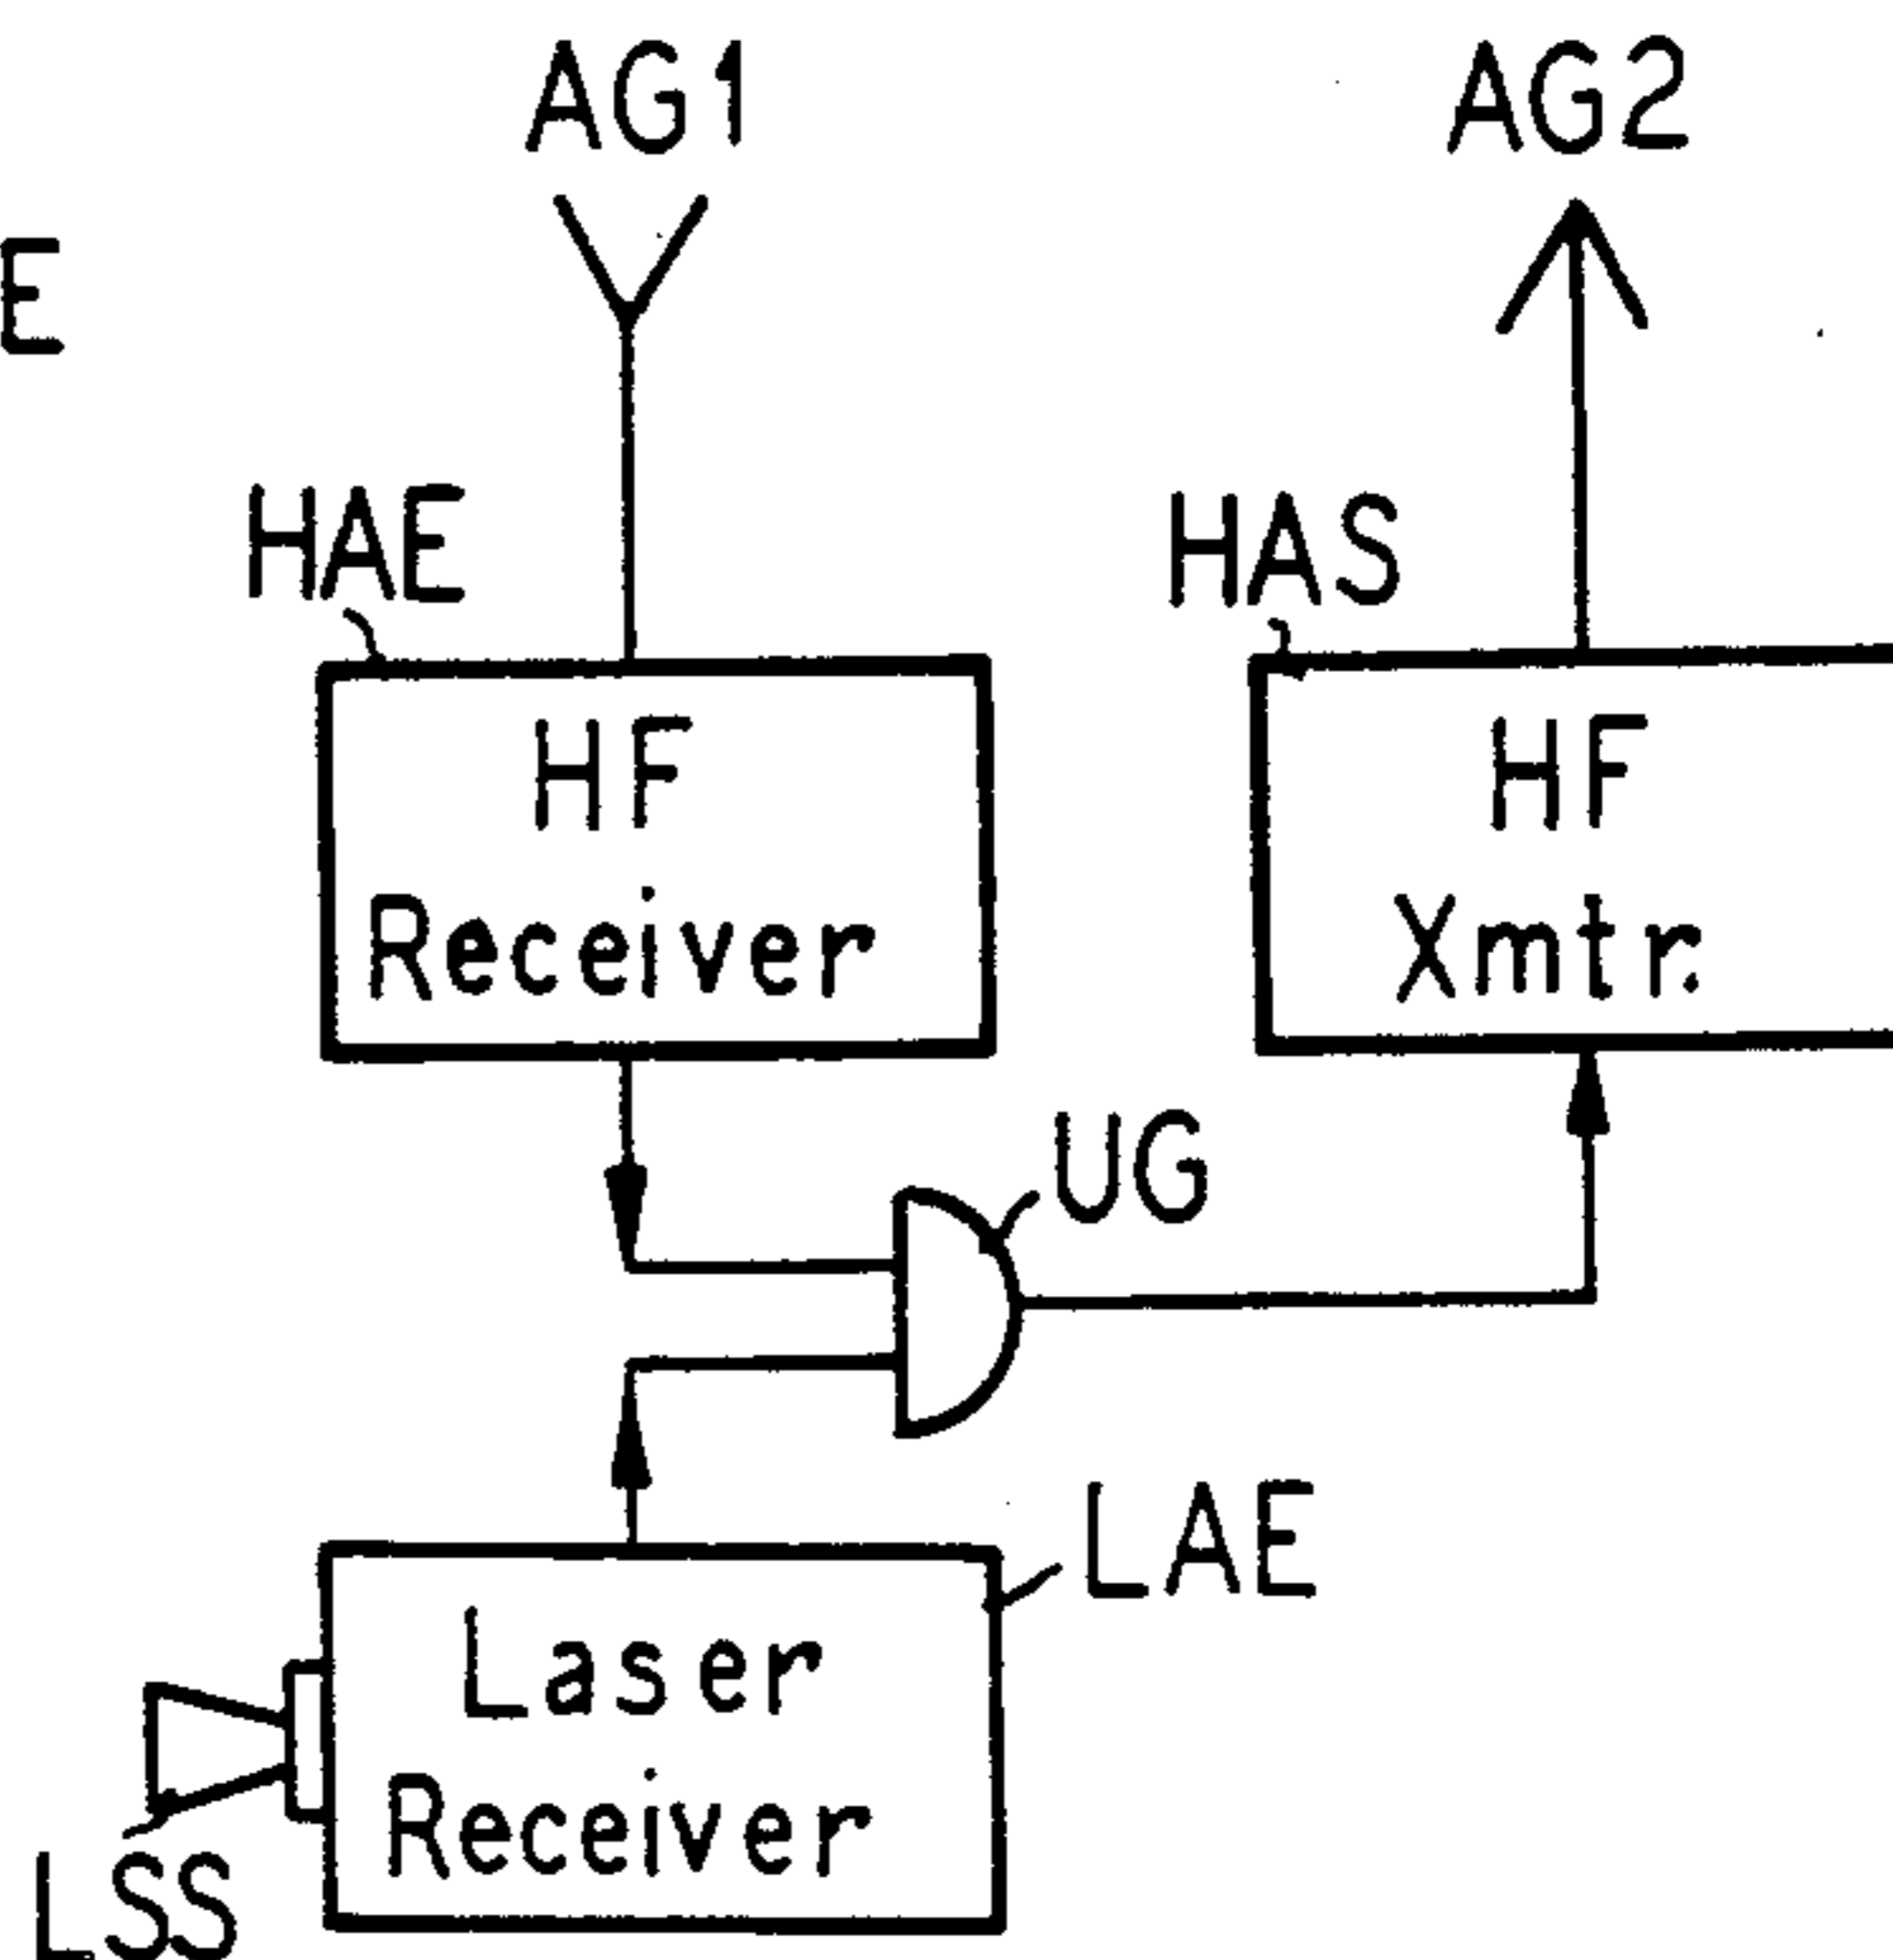 AG1
AG2
E
HAE
HAS
HF
Receiver
HF
Xmtr.
UG
LAE
Laser
Receiver
LSS